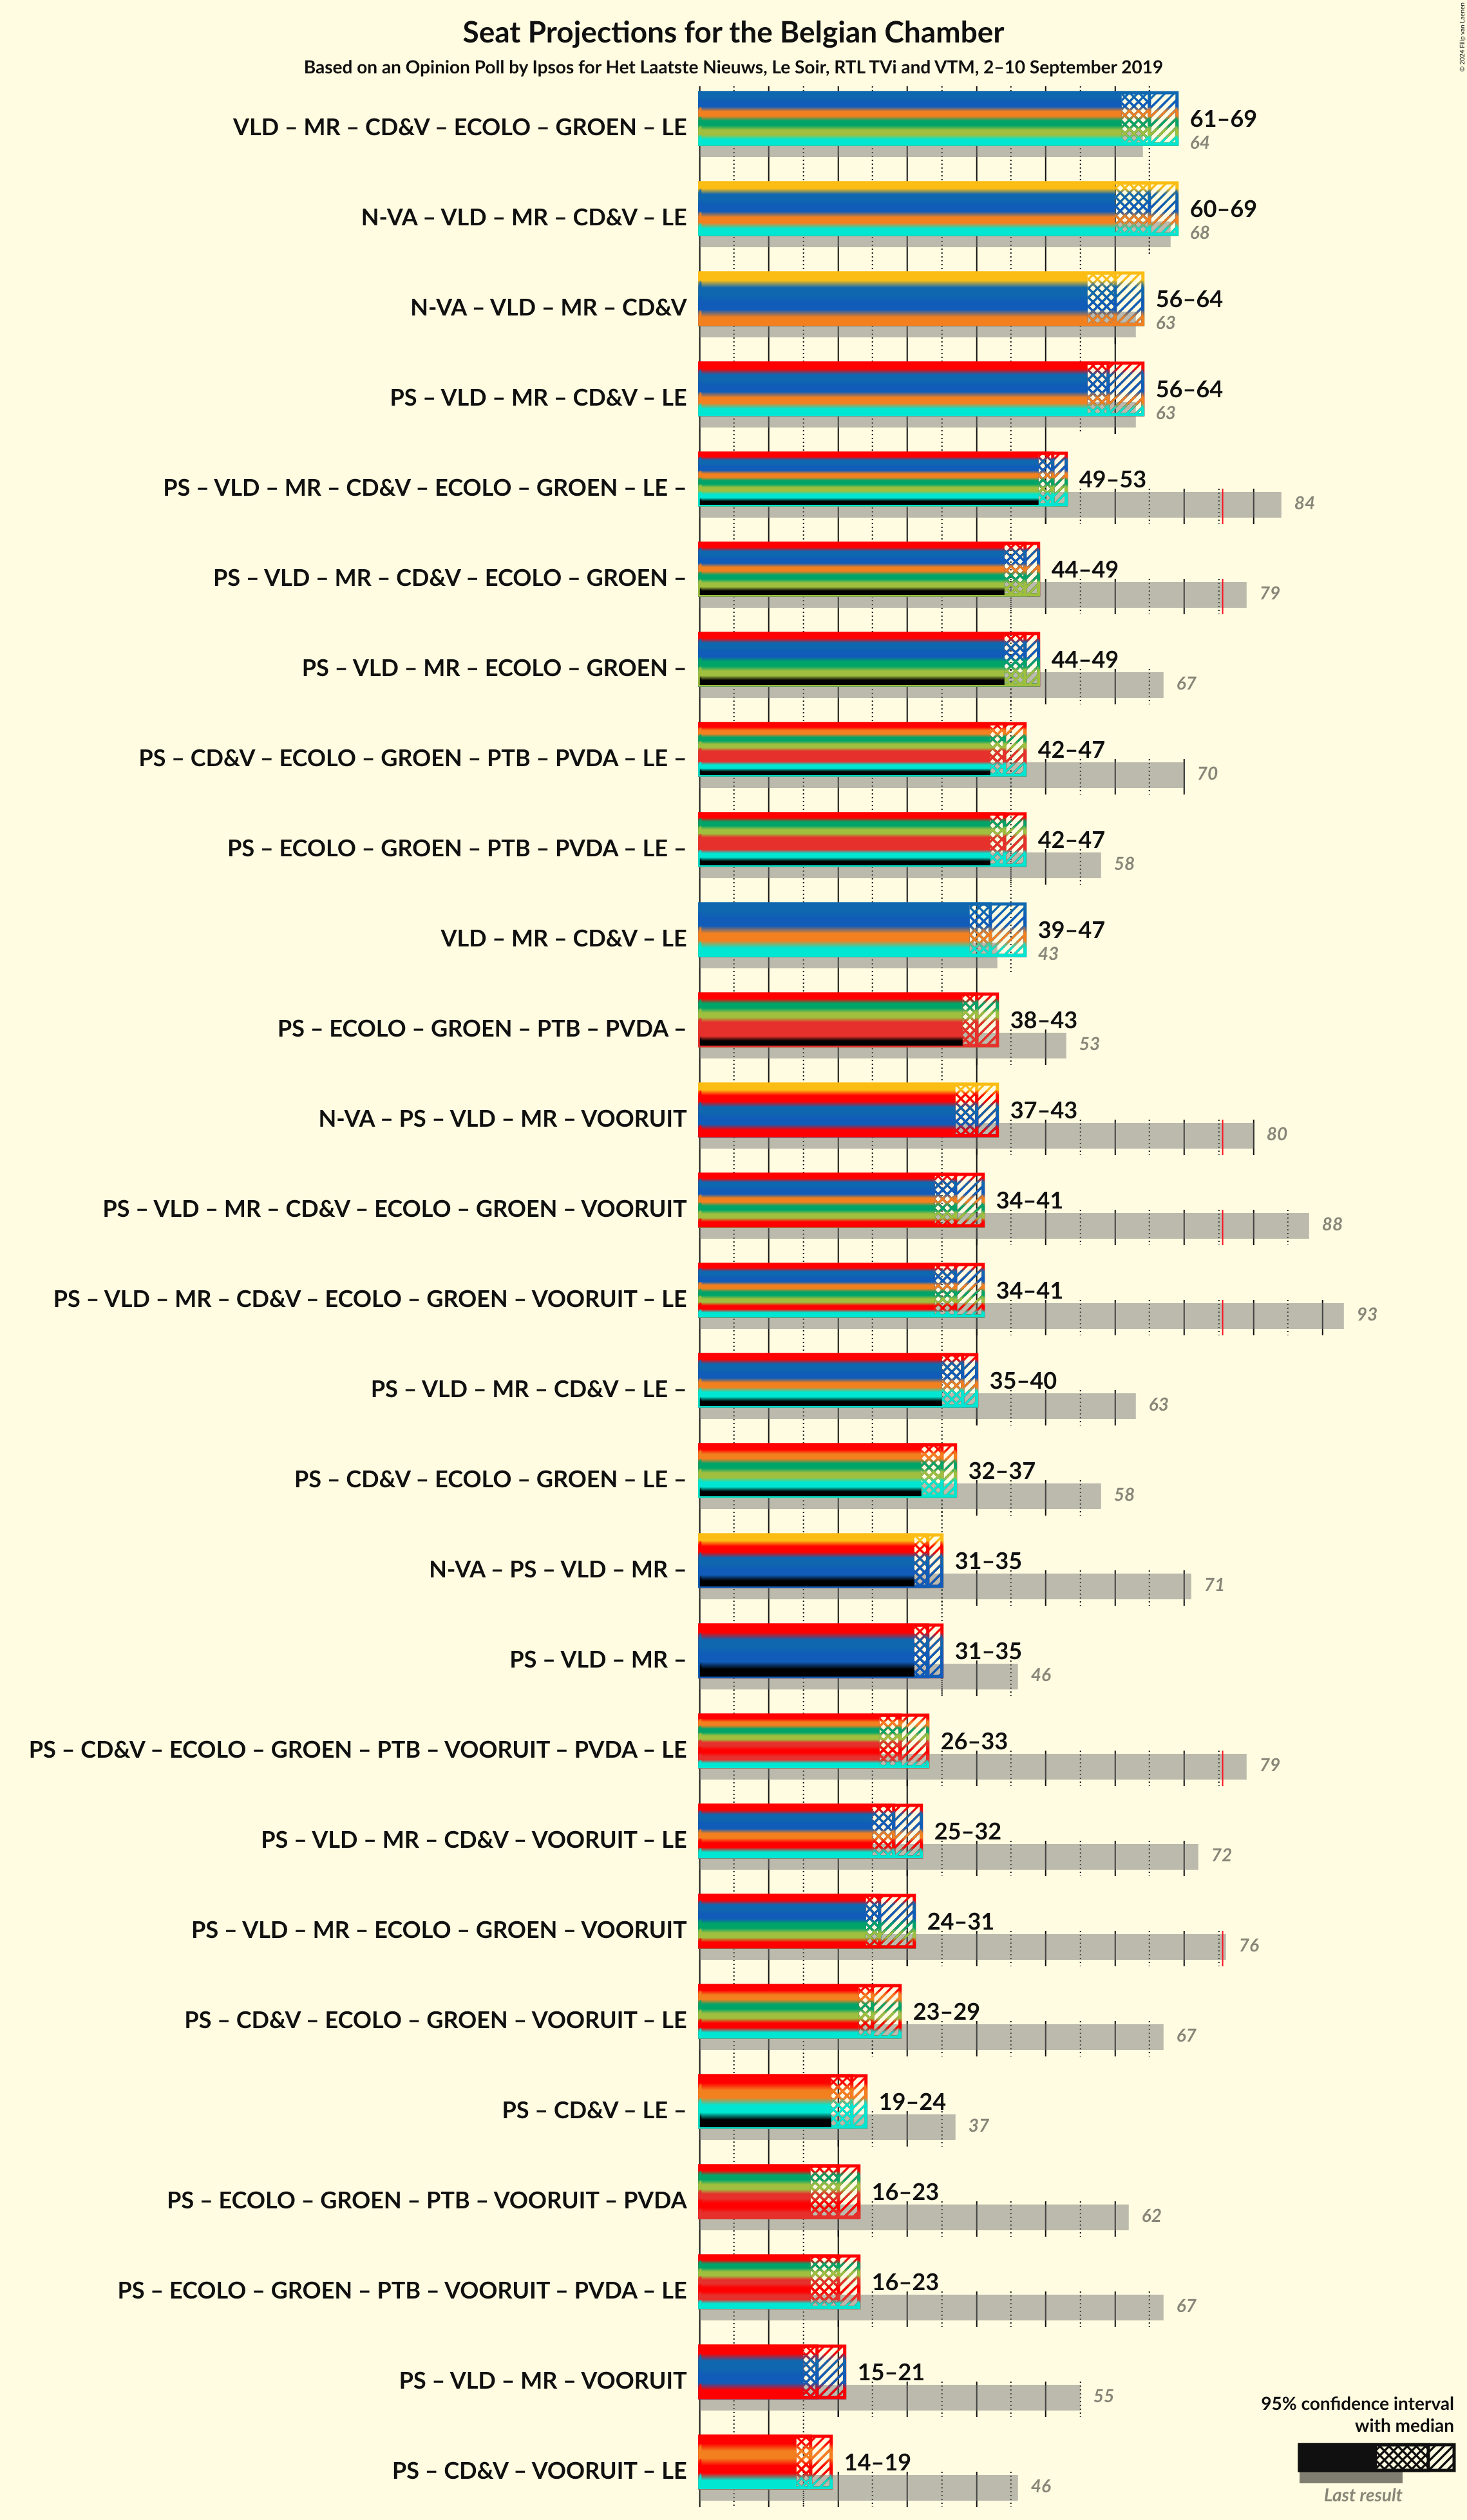 © 2024 Filip van Laenen
Seat Projections for the Belgian Chamber
Based on an Opinion Poll by Ipsos for Het Laatste Nieuws, Le Soir, RTL TVi and VTM, 2–10 September 2019
VLD – MR – CD&V – ECOLO – GROEN – LE 61–69
64
N-VA – VLD – MR – CD&V – LE 60–69
68
N-VA – VLD – MR – CD&V 56–64
63
PS – VLD – MR – CD&V – LE 56–64
63
PS – VLD – MR – CD&V – ECOLO – GROEN – LE – 49–53
84
PS – VLD – MR – CD&V – ECOLO – GROEN – 44–49
79
PS – VLD – MR – ECOLO – GROEN – 44–49
67
PS – CD&V – ECOLO – GROEN – PTB – PVDA – LE – 42–47
70
PS – ECOLO – GROEN – PTB – PVDA – LE – 42–47
58
VLD – MR – CD&V – LE 39–47
43
PS – ECOLO – GROEN – PTB – PVDA – 38–43
53
N-VA – PS – VLD – MR – VOORUIT 37–43
80
PS – VLD – MR – CD&V – ECOLO – GROEN – VOORUIT 34–41
88
PS – VLD – MR – CD&V – ECOLO – GROEN – VOORUIT – LE 34–41
93
PS – VLD – MR – CD&V – LE – 35–40
63
PS – CD&V – ECOLO – GROEN – LE – 32–37
58
N-VA – PS – VLD – MR – 31–35
71
PS – VLD – MR – 31–35
46
PS – CD&V – ECOLO – GROEN – PTB – VOORUIT – PVDA – LE 26–33
79
PS – VLD – MR – CD&V – VOORUIT – LE 25–32
72
PS – VLD – MR – ECOLO – GROEN – VOORUIT 24–31
76
PS – CD&V – ECOLO – GROEN – VOORUIT – LE 23–29
67
PS – CD&V – LE – 19–24
37
PS – ECOLO – GROEN – PTB – VOORUIT – PVDA 16–23
62
PS – ECOLO – GROEN – PTB – VOORUIT – PVDA – LE 16–23
67
PS – VLD – MR – VOORUIT 15–21
55
PS – CD&V – VOORUIT – LE 14–19
46
95% confidence interval
with median
Last result